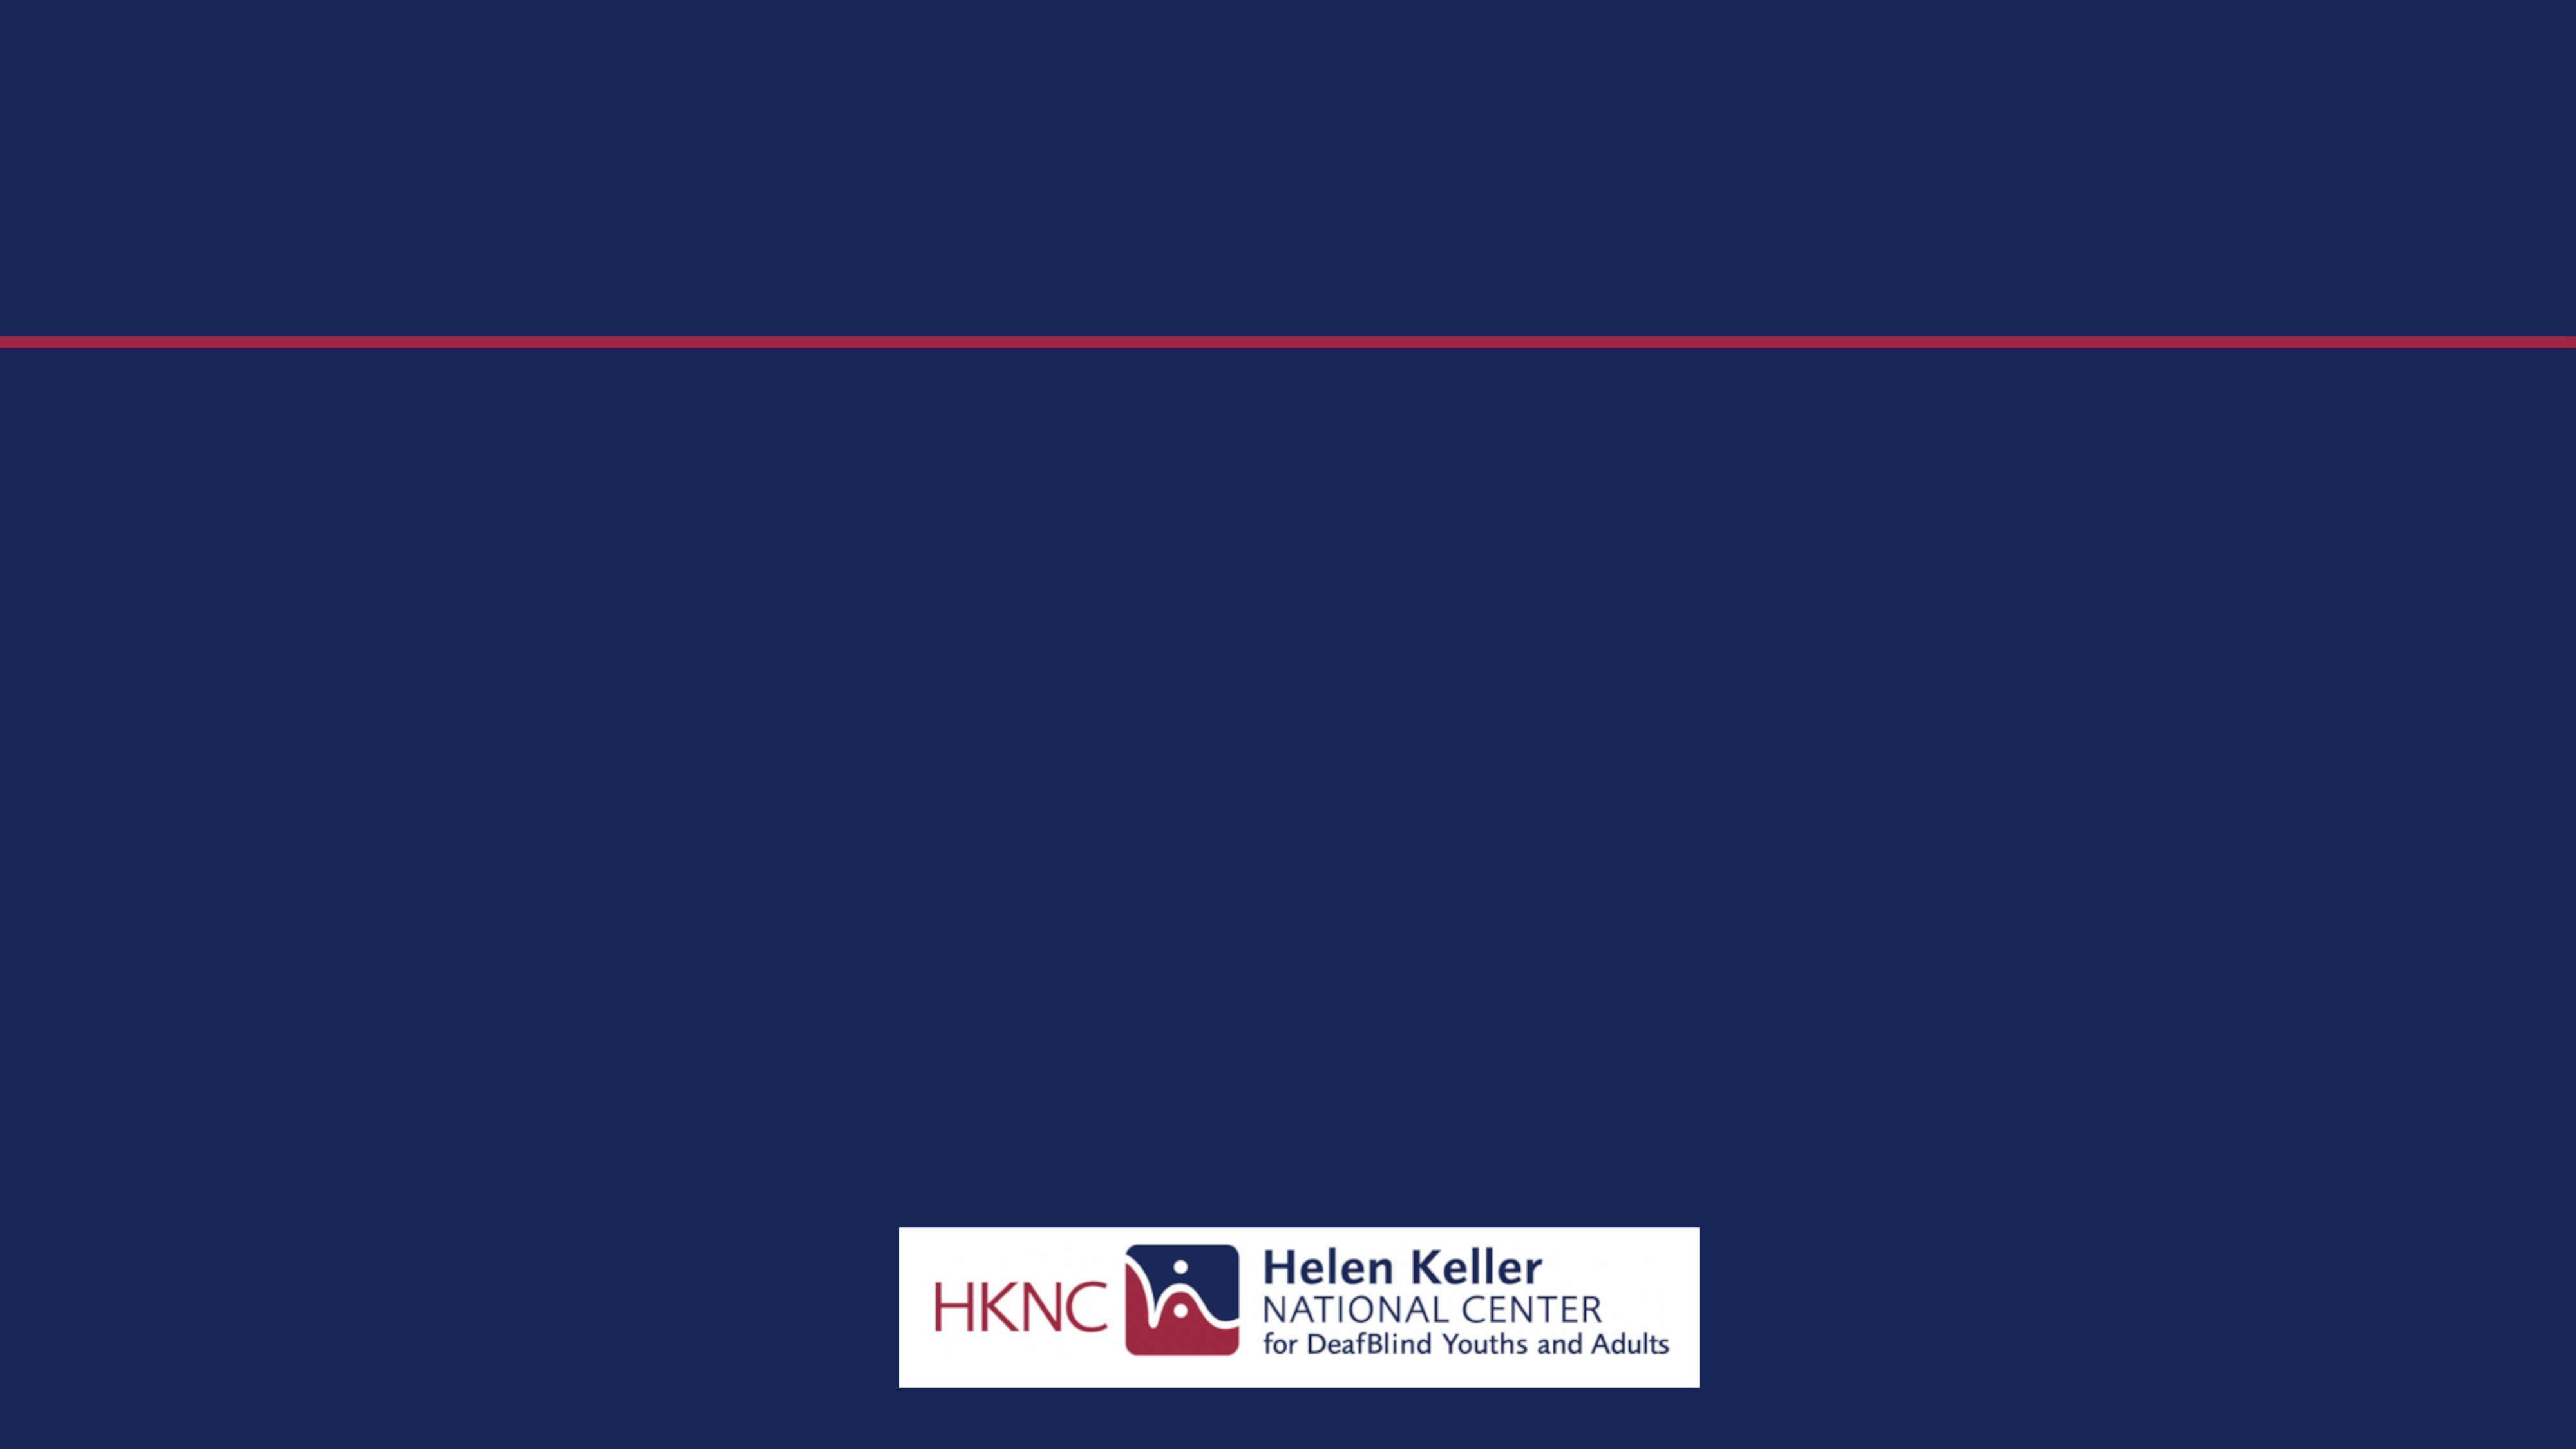 HKNC
Helen Keller
NATIONAL CENTER
for DeafBlind Youths and Adults